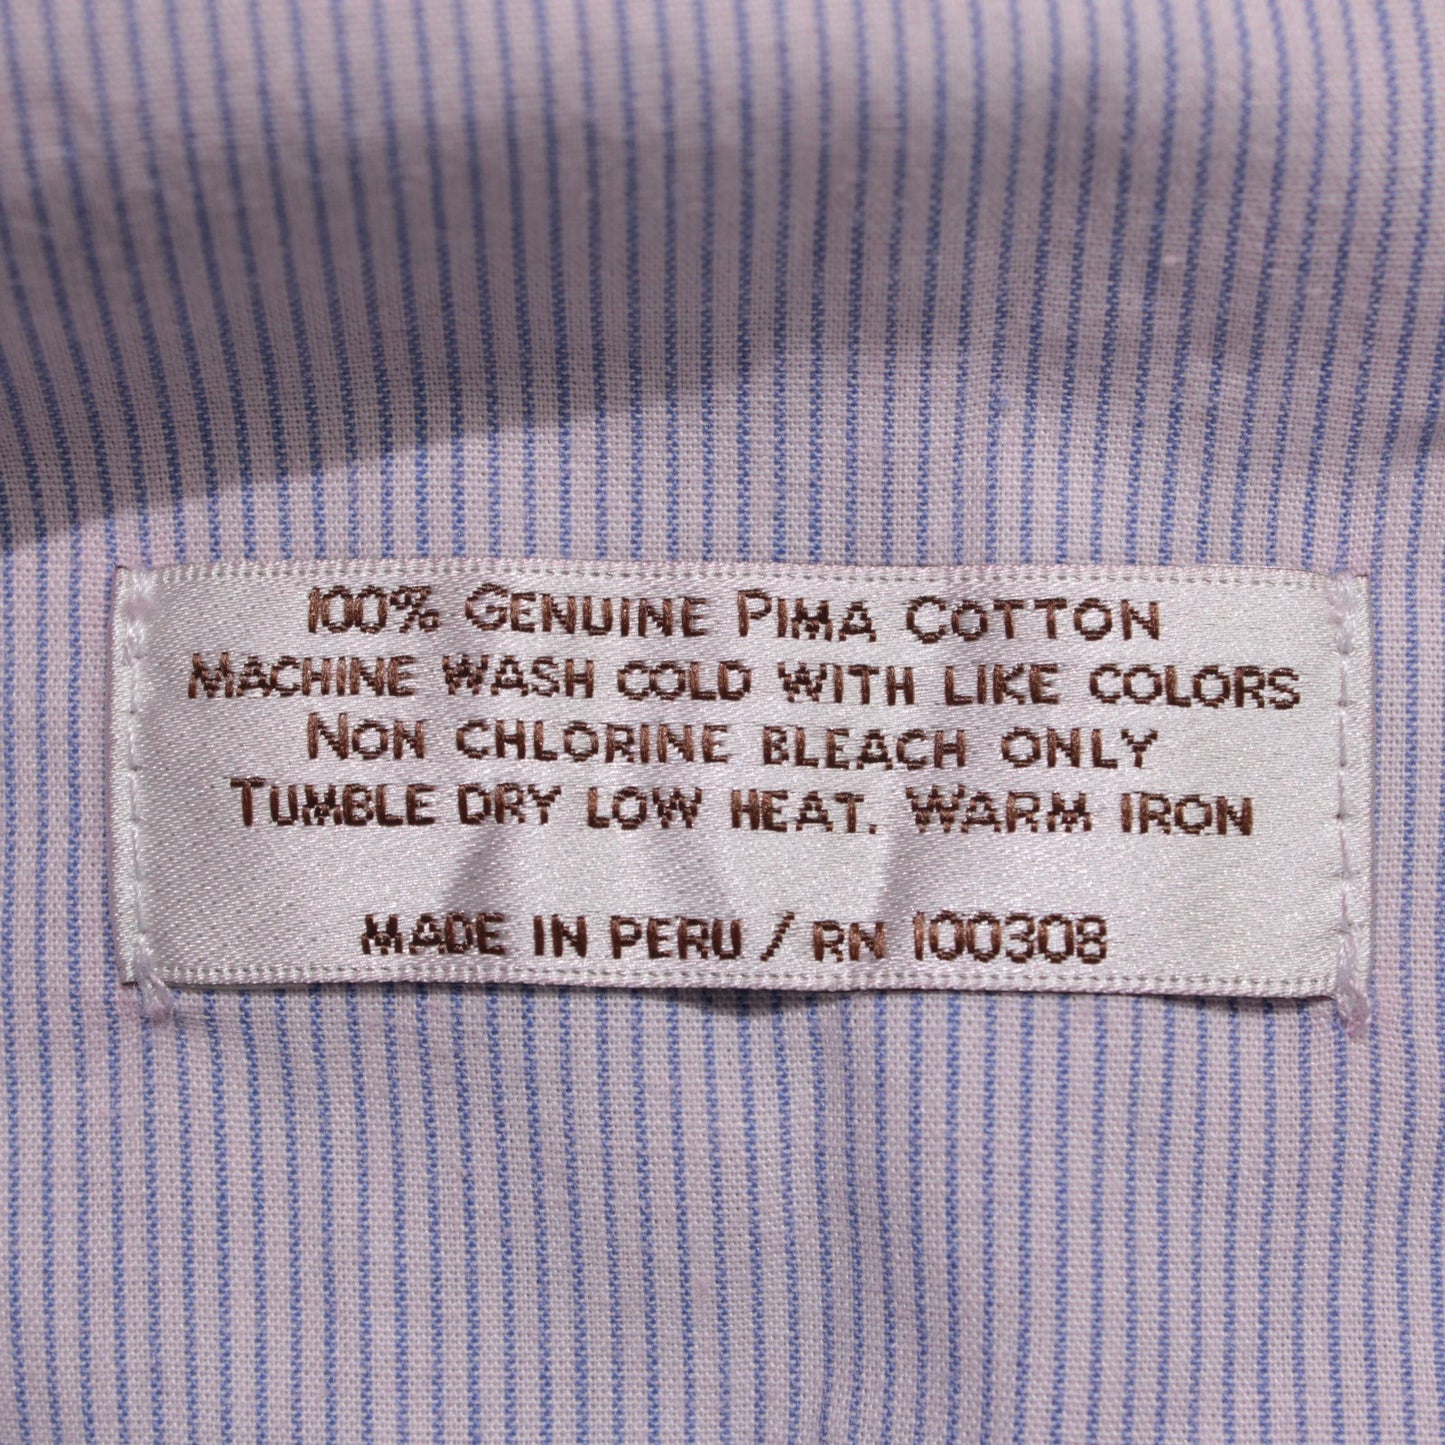 100% GENUINE PIMA COTTON
MACHINE WASH COLD WITH LIKE COLORS
NON CHLORINE BLEACH ONLY
TUMBLE DRY LOW HEAT. WARM IRON
MADE IN PERU / RN 100308